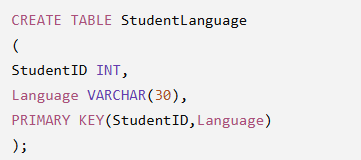 CREATE TABLE StudentLanguage
(
StudentID INT,
Language VARCHAR(30),
PRIMARY KEY(StudentID,Language)
);